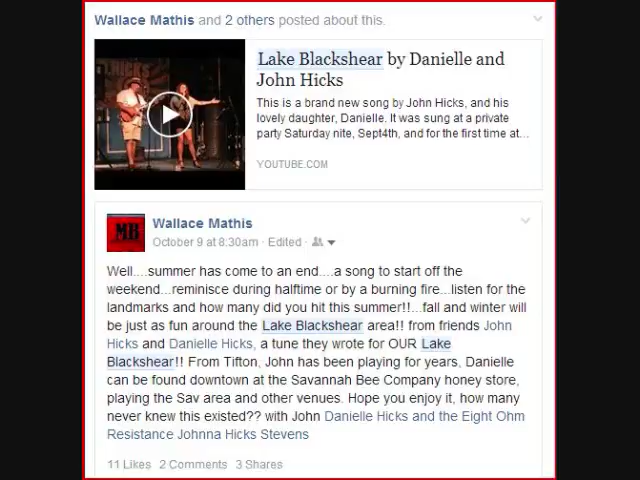 Wallace Mathis and 2 others posted about this.
Lake Blackshear by Danielle and
John Hicks
This is a brand new song by John Hicks, and his
lovely daughter, Danielle. It was sung at a private
party Saturday nite, Sept4th, and for the first time at...
YOUTUBE.COM
MB
Wallace Mathis
October 9 at 8:30am · Edited ·
Well....summer has come to an end....a song to start off the
weekend...reminisce during halftime or by a burning fire...listen for the
landmarks and how many did you hit this summer!!...fall and winter will
be just as fun around the Lake Blackshear area!! from friends John
Hicks and Danielle Hicks, a tune they wrote for OUR Lake
Blackshear!! From Tifton, John has been playing for years, Danielle
can be found downtown at the Savannah Bee Company honey store,
playing the Sav area and other venues. Hope you enjoy it, how many
never knew this existed?? with John Danielle Hicks and the Eight Ohm
Resistance Johnna Hicks Stevens
11 Likes 2 Comments 3 Shares